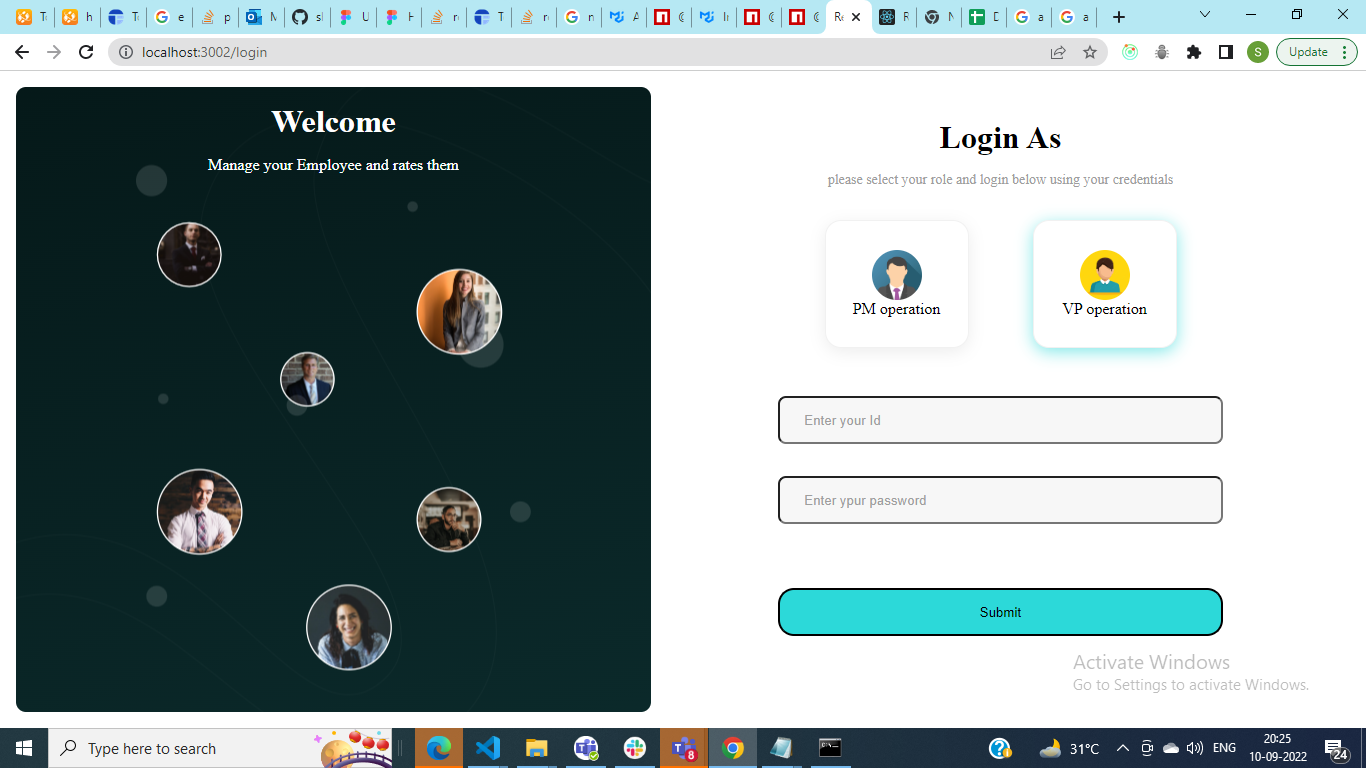 Re
Update
localhost:3002/login
S
Welcome
Manage your Employee and rates them
Login As
please select your role and login below using your credentials
PM operation
VP operation
Enter your Id
Enter ypur password
Submit
Activate Windows
Go to Settings to activate Windows.
Type here to search
8
31°C
ENG
20:25
10-09-2022
24